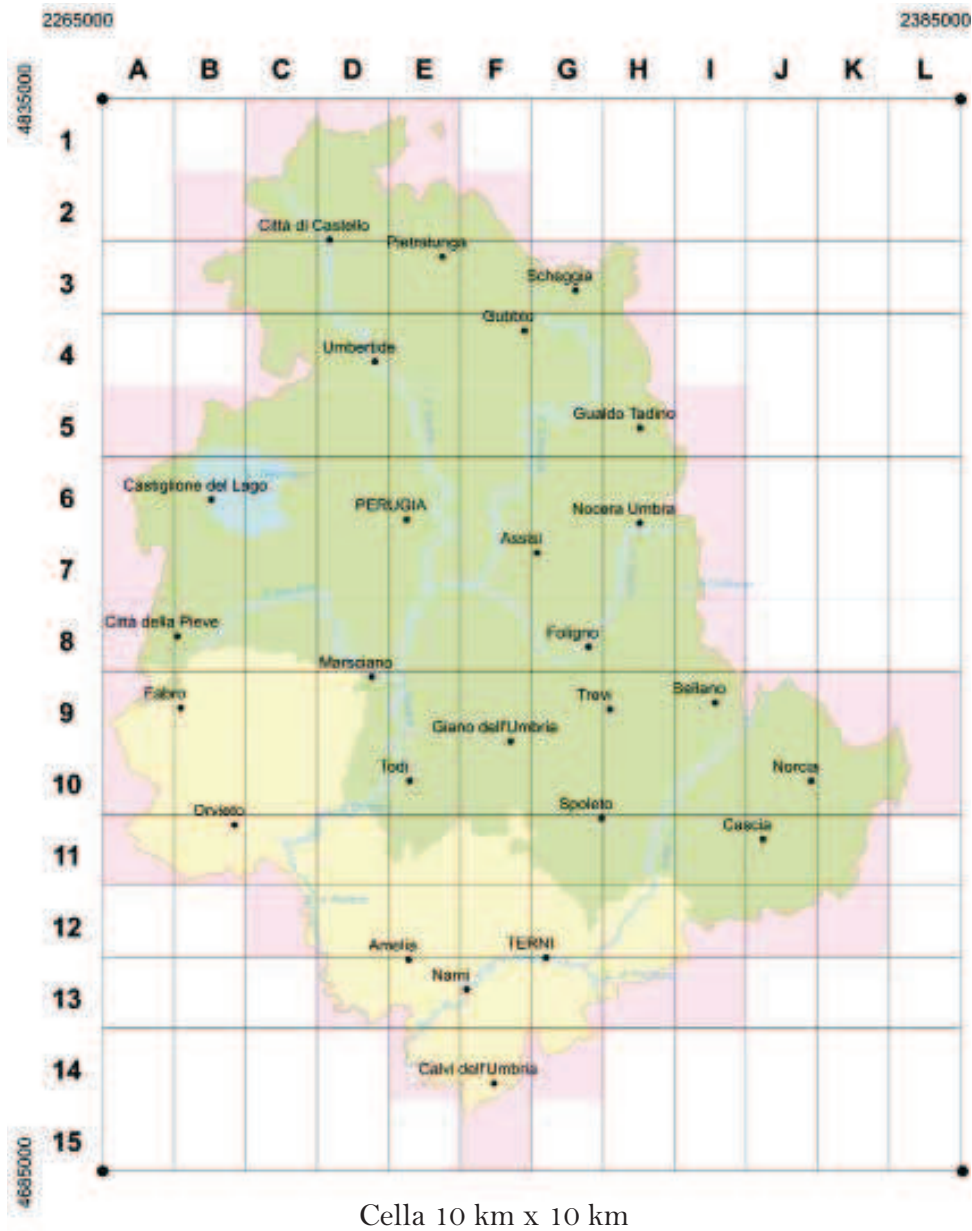 2265000 2385000
A B C D E F G H I J K L
4835000
1
2
Città di Castello
Pietralunga
3
Scheggia
Gubbio
4
Umbertide
5
Gualdo Tadino
Castiglione del Lago
6
PERUGIA
Nocera Umbra
Assisi
7
Città della Pieve
8
Foligno
Marsciano
Fabro
9
Trevi
Sellano
Giano dell'Umbria
Todi
10
Norcia
Spoleto
Orvieto
Cascia
11
12
Amelia
TERNI
Narni
13
14
Calvi dell'Umbria
15
4685000
Cella 10 km x 10 km